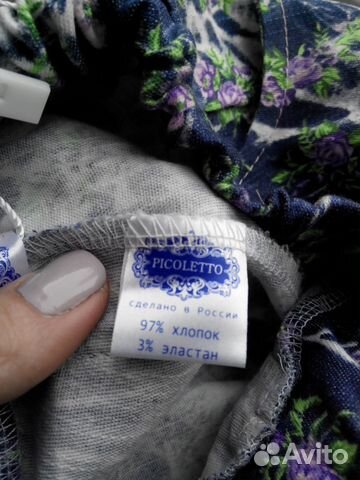 PICOLETTO
сделано в России
97% хлопок
3% эластан
Avito